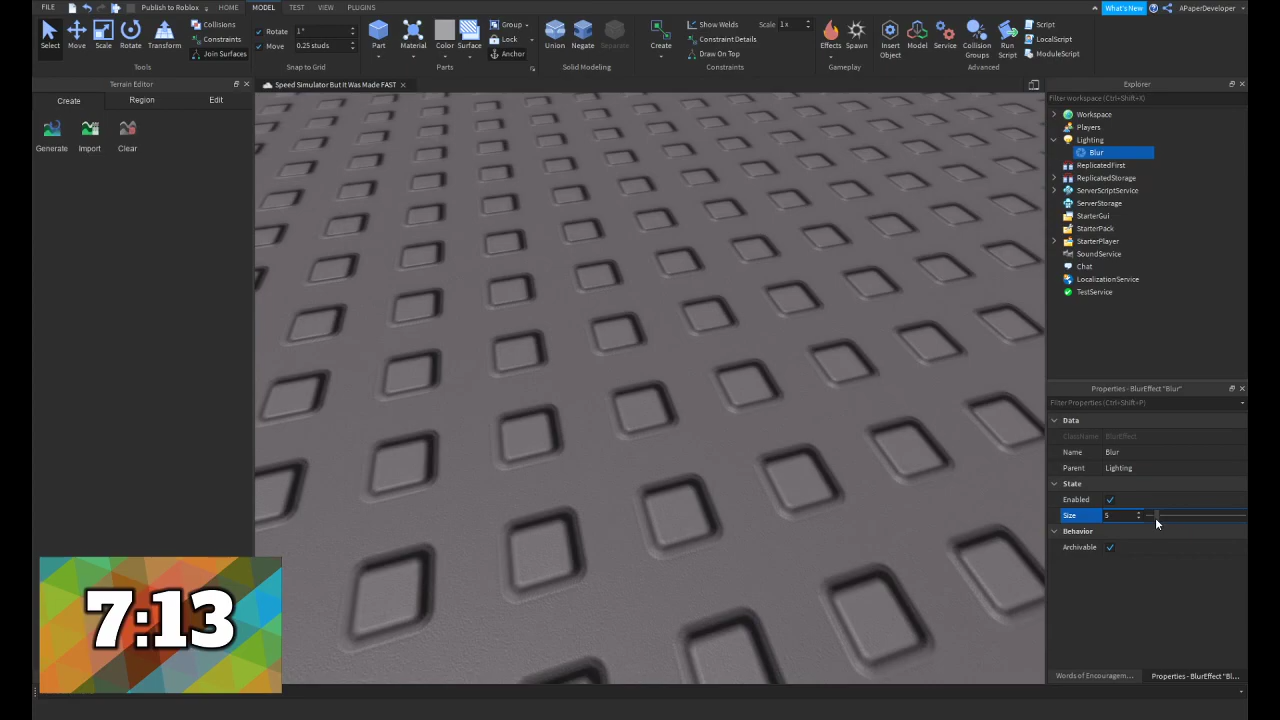 FILE Publish to Roblox HOME MODEL TEST VIEW PLUGINS What's New APaperDeveloper
Select Move Scale Rotate Transform
Collisions
Constraints
Join Surfaces
Tools
Rotate 1°
Move 0.25 studs
Snap to Grid
Part Material Color Surface
Group
Lock
Anchor
Parts
Union Negate Separate
Solid Modeling
Create
Show Welds Scale 1x
Constraint Details
Draw On Top
Constraints
Effects Spawn
Gameplay
Insert Object Model Service Collision Groups Run Script
Script
LocalScript
ModuleScript
Advanced
Terrain Editor
Create Region Edit
Generate Import Clear
Speed Simulator But It Was Made FAST
Explorer
Filter workspace (Ctrl+Shift+X)
Workspace
Players
Lighting
Blur
ReplicatedFirst
ReplicatedStorage
ServerScriptService
ServerStorage
StarterGui
StarterPack
StarterPlayer
SoundService
Chat
LocalizationService
TestService
Properties - BlurEffect "Blur"
Filter Properties (Ctrl+Shift+P)
Data
ClassName BlurEffect
Name Blur
Parent Lighting
State
Enabled
Size 5
Behavior
Archivable
Words of Encouragem... Properties - BlurEffect "Bl...
7:13